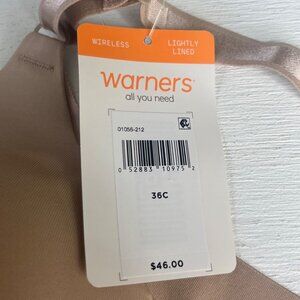 WIRELESS
LIGHTLY
LINED
warners
all you need
01056-212
0 52883 10975 2
36C
$46.00